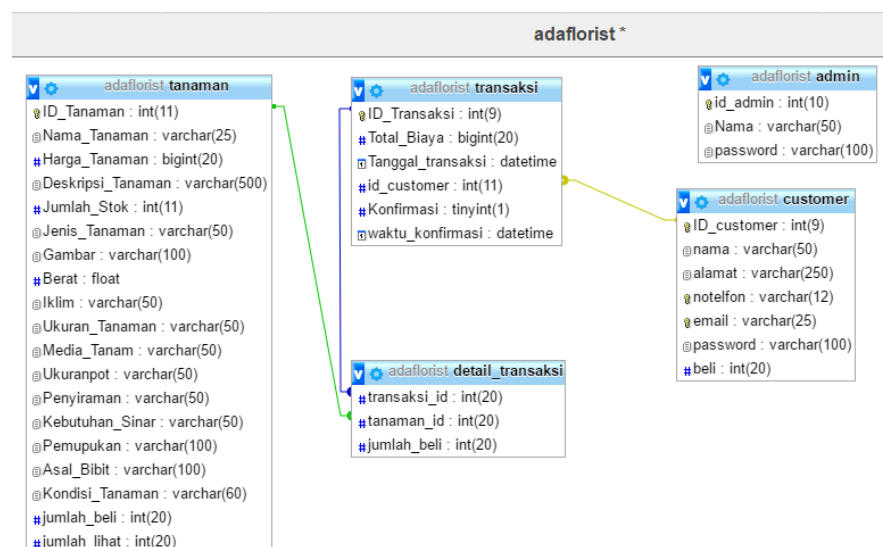 adaflorist *
adaflorist tanaman
ID_Tanaman : int(11)
Nama_Tanaman : varchar(25)
Harga_Tanaman : bigint(20)
Deskripsi_Tanaman : varchar(500)
Jumlah_Stok : int(11)
Jenis_Tanaman : varchar(50)
Gambar : varchar(100)
Berat : float
Iklim : varchar(50)
Ukuran_Tanaman : varchar(50)
Media_Tanam : varchar(50)
Ukuranpot : varchar(50)
Penyiraman : varchar(50)
Kebutuhan_Sinar : varchar(50)
Pemupukan : varchar(100)
Asal_Bibit : varchar(100)
Kondisi_Tanaman : varchar(60)
jumlah_beli : int(20)
jumlah_lihat : int(20)
adaflorist transaksi
ID_Transaksi : int(9)
Total_Biaya : bigint(20)
Tanggal_transaksi : datetime
id_customer : int(11)
Konfirmasi : tinyint(1)
waktu_konfirmasi : datetime
adaflorist detail_transaksi
transaksi_id : int(20)
tanaman_id : int(20)
jumlah_beli : int(20)
adaflorist admin
id_admin : int(10)
Nama : varchar(50)
password : varchar(100)
adaflorist customer
ID_customer : int(9)
nama : varchar(50)
alamat : varchar(250)
notelfon : varchar(12)
email : varchar(25)
password : varchar(100)
beli : int(20)